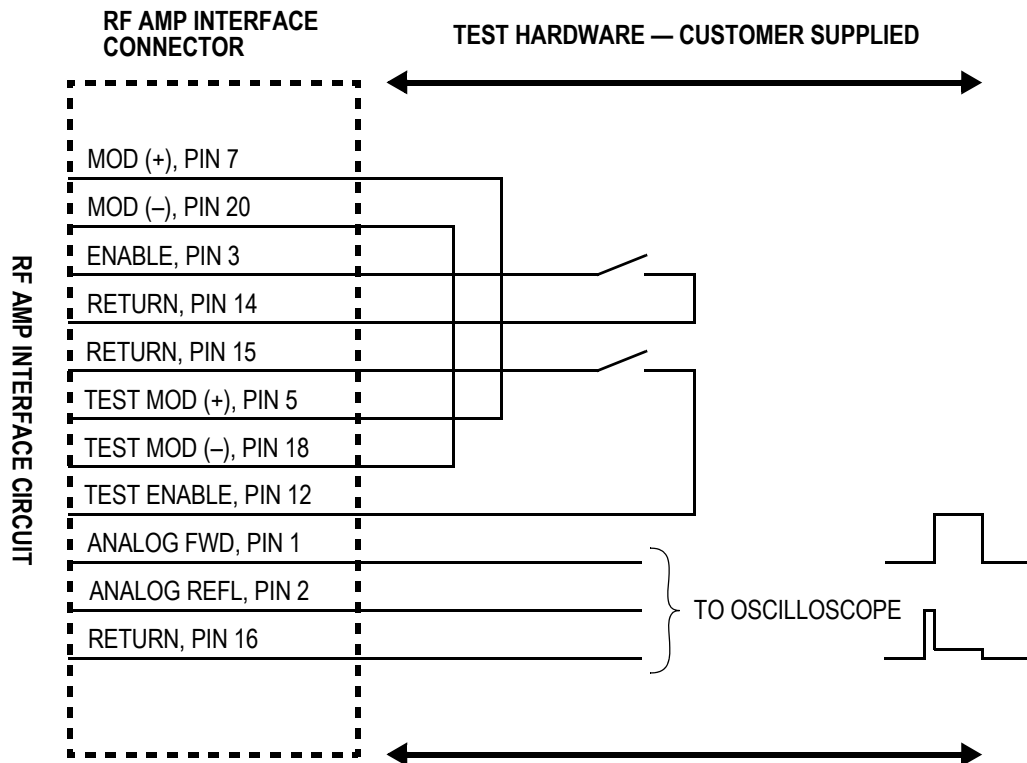 RF AMP INTERFACE
CONNECTOR
TEST HARDWARE — CUSTOMER SUPPLIED
MOD (+), PIN 7
MOD (–), PIN 20
ENABLE, PIN 3
RETURN, PIN 14
RETURN, PIN 15
TEST MOD (+), PIN 5
TEST MOD (–), PIN 18
TEST ENABLE, PIN 12
ANALOG FWD, PIN 1
ANALOG REFL, PIN 2
RETURN, PIN 16
RF AMP INTERFACE CIRCUIT
TO OSCILLOSCOPE